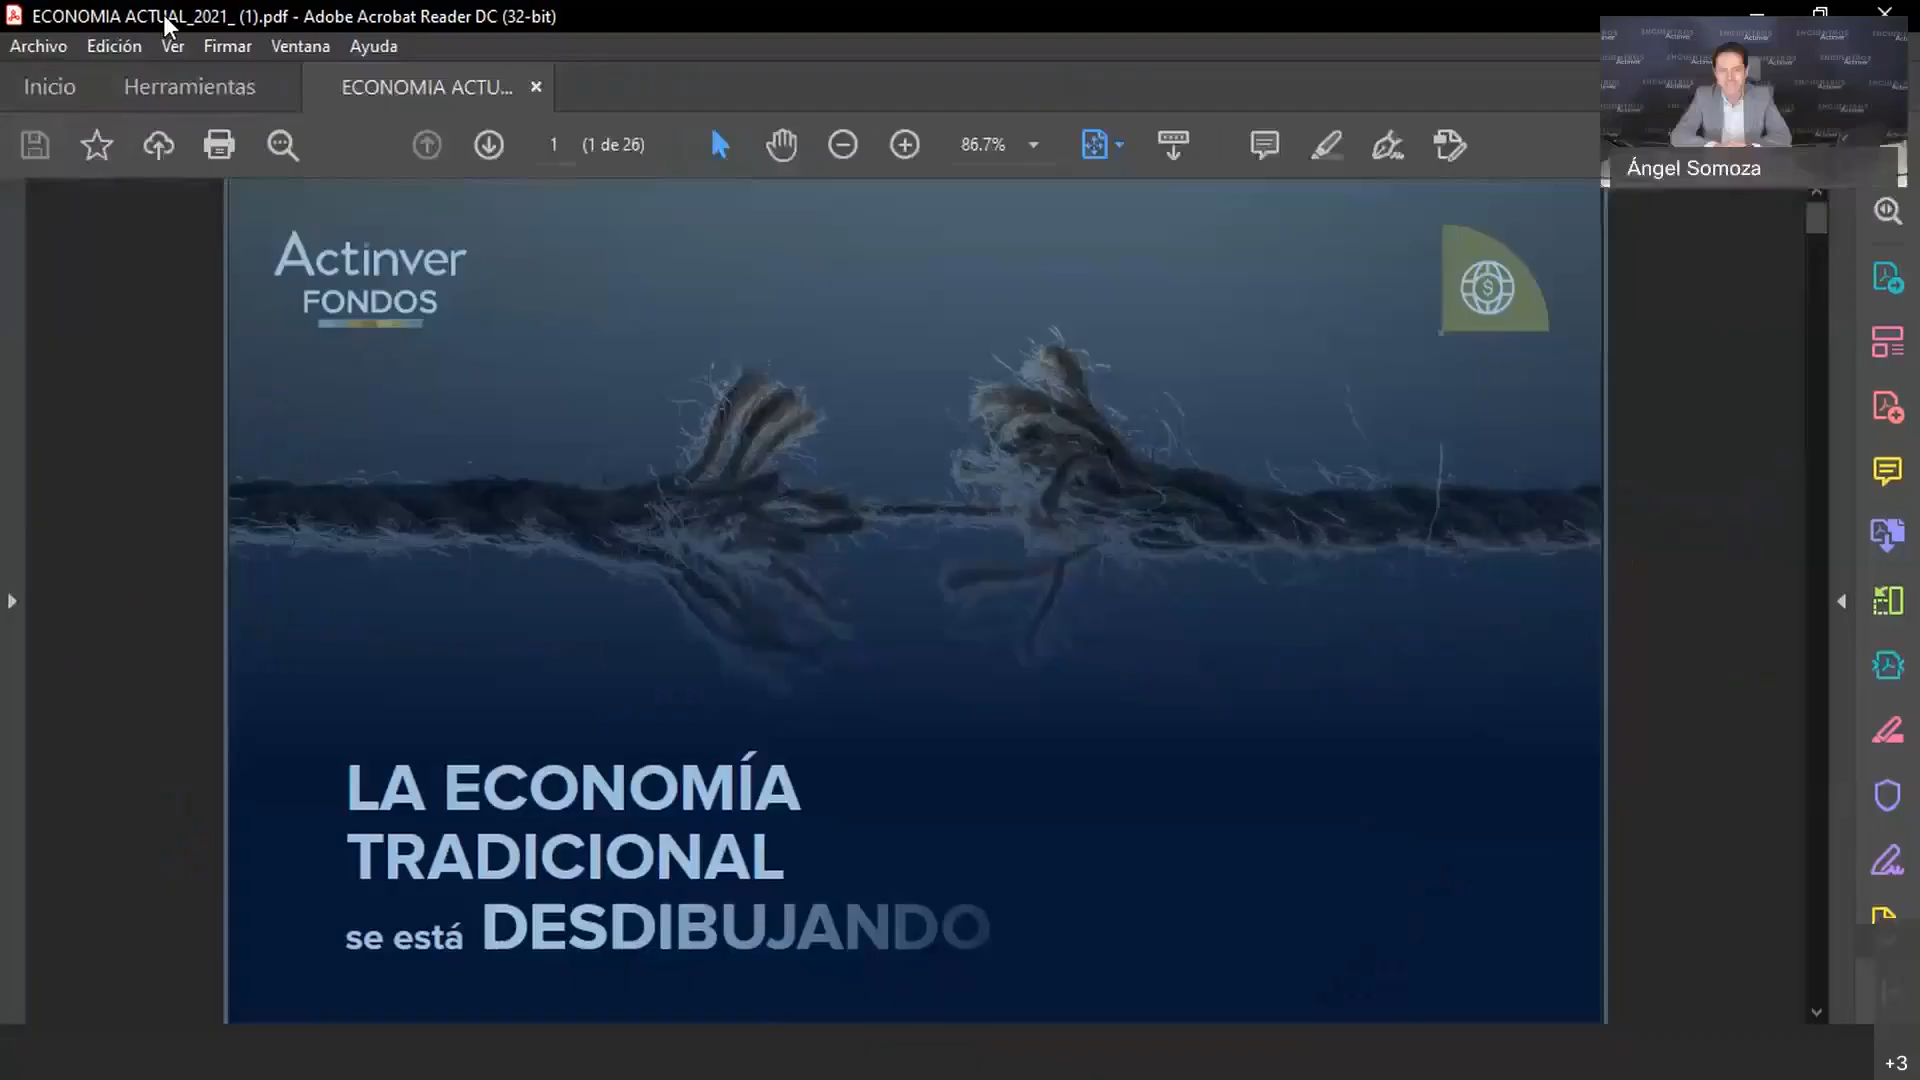 ECONOMIA ACTUAL_2021_ (1).pdf - Adobe Acrobat Reader DC (32-bit)
Archivo Edición Ver Firmar Ventana Ayuda
Inicio Herramientas ECONOMIA ACTU...
1 (1 de 26) 86.7%
Ángel Somoza
Actinver
FONDOS
$
LA ECONOMÍA
TRADICIONAL
se está DESDIBUJANDO
+3